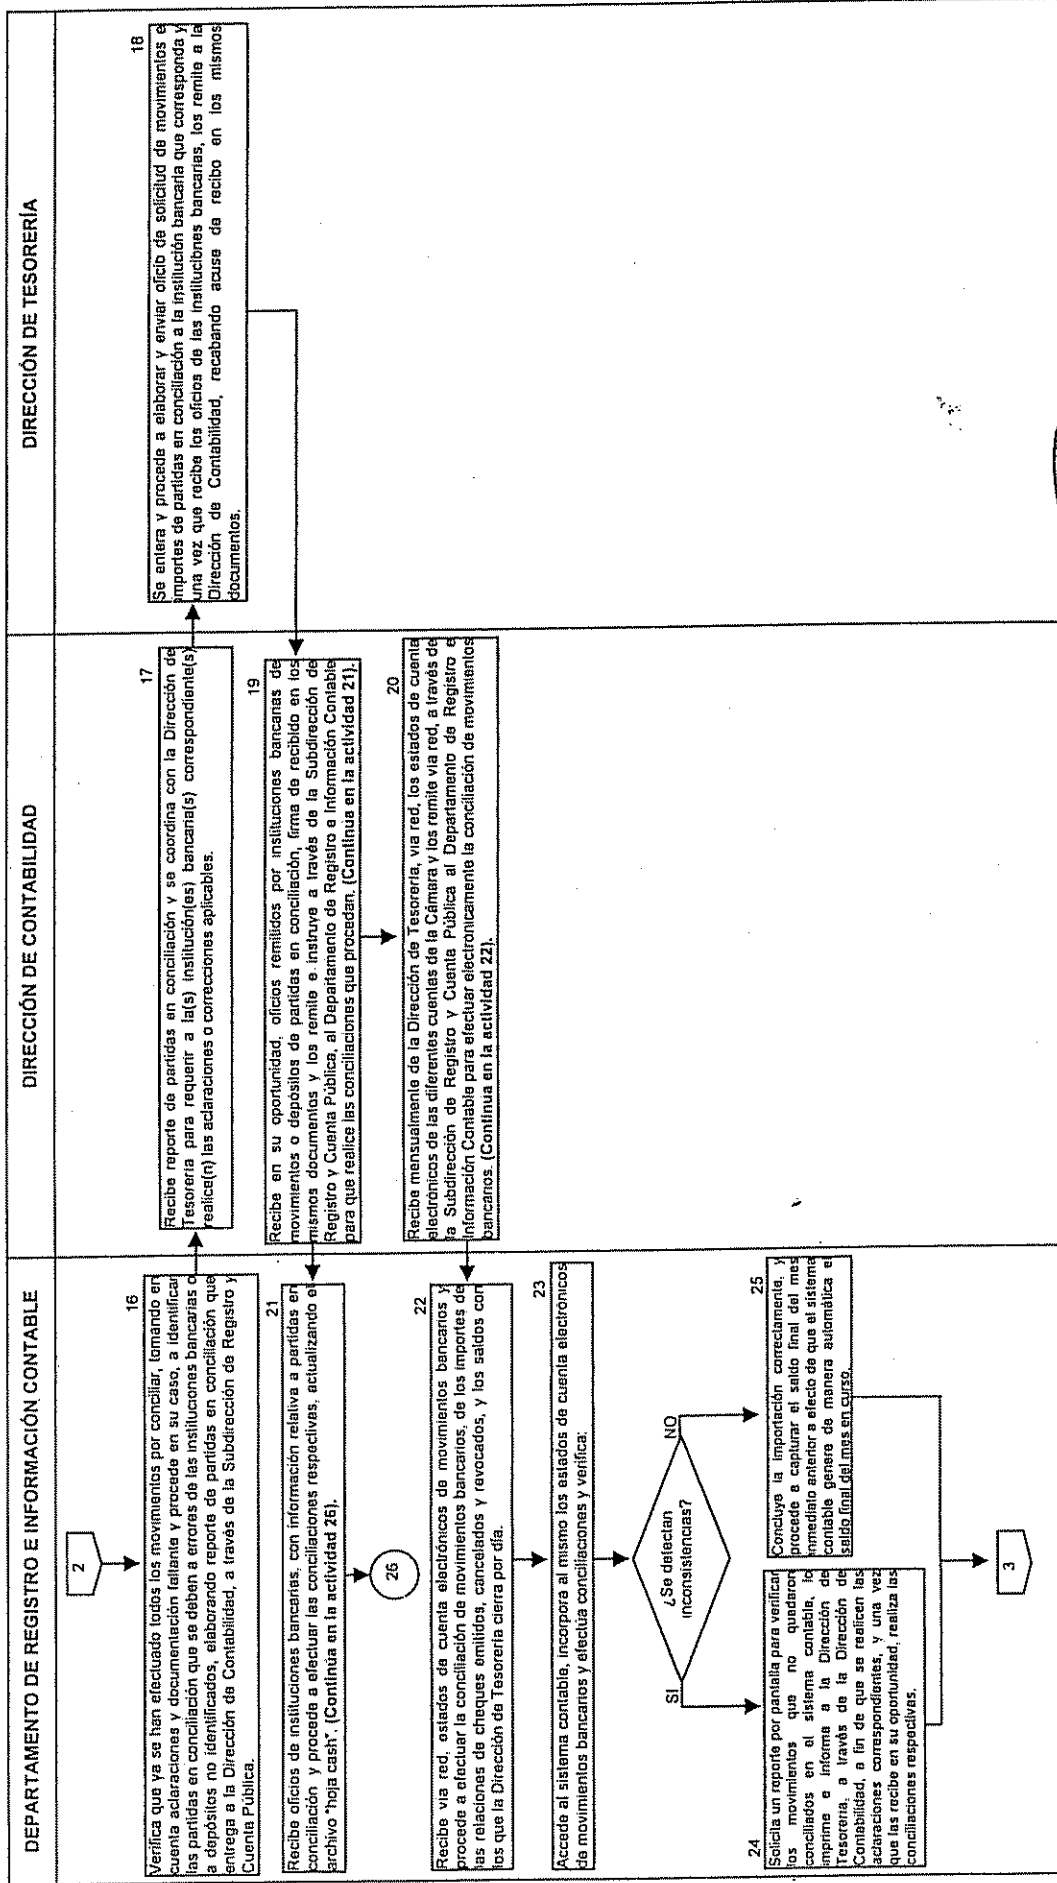 DEPARTAMENTO DE REGISTRO E INFORMACIÓN CONTABLE
DIRECCIÓN DE CONTABILIDAD
DIRECCIÓN DE TESORERÍA
2
16
Verifica que ya se han efectuado todos los movimientos por conciliar, tomando en
cuenta aclaraciones y documentación faltante y procede en su caso, a identificar
las partidas en conciliación que se deben a errores de las instituciones bancarias o
a depósitos no identificados, elaborando reporte de partidas en conciliación que
entrega a la Dirección de Contabilidad, a través de la Subdirección de Registro y
Cuenta Pública.
17
Recibe reporte de partidas en conciliación y se coordina con la Dirección de
Tesorería para requerir a la(s) institución(es) bancaria(s) correspondiente(s)
realice(n) las aclaraciones o correcciones aplicables.
18
Se entera y procede a elaborar y enviar oficio de solicitud de movimientos e
importes de partidas en conciliación a la institución bancaria que corresponda y
una vez que recibe los oficios de las instituciones bancarias, los remite a la
Dirección de Contabilidad, recabando acuse de recibo en los mismos
documentos.
19
Recibe en su oportunidad, oficios remitidos por instituciones bancarias de
movimientos o depósitos de partidas en conciliación, firma de recibido en los
mismos documentos y los remite e instruye a través de la Subdirección de
Registro y Cuenta Pública, al Departamento de Registro e Información Contable
para que realice las conciliaciones que procedan. (Continúa en la actividad 21).
20
Recibe mensualmente de la Dirección de Tesorería, via red, los estados de cuenta
electrónicos de las diferentes cuentas de la Cámara y los remite via red, a través de
la Subdirección de Registro y Cuenta Pública al Departamento de Registro e
Información Contable para efectuar electronicamente la conciliación de movimientos
bancarios. (Continúa en la actividad 22).
21
Recibe oficios de instituciones bancarias, con información relativa a partidas en
conciliación y procede a efectuar las conciliaciones respectivas, actualizando el
archivo "hoja cash". (Continúa en la actividad 26).
26
22
Recibe via red, estados de cuenta electrónicos de movimientos bancarios y
procede a efectuar la conciliación de movimientos bancarios, de los importes de
las relaciones de cheques emitidos, cancelados y revocados, y los saldos con
los que la Dirección de Tesorería cierra por día.
23
Accede al sistema contable, incorpora al mismo los estados de cuenta electrónicos
de movimientos bancarios y efectúa conciliaciones y verifica:
¿Se detectan
inconsistencias?
SI
NO
24
Solicita un reporte por pantalla para verificar
los movimientos que no quedaron
conciliados en el sistema contable, lo
imprime e informa a la Dirección de
Tesorería, a través de la Dirección de
Contabilidad, a fin de que se realicen las
aclaraciones correspondientes, y una vez
que las recibe en su oportunidad, realiza las
conciliaciones respectivas.
25
Concluye la importación correctamente, y
procede a capturar el saldo final del mes
inmediato anterior a efecto de que el sistema
contable genere de manera automática el
saldo final del mes en curso.
3